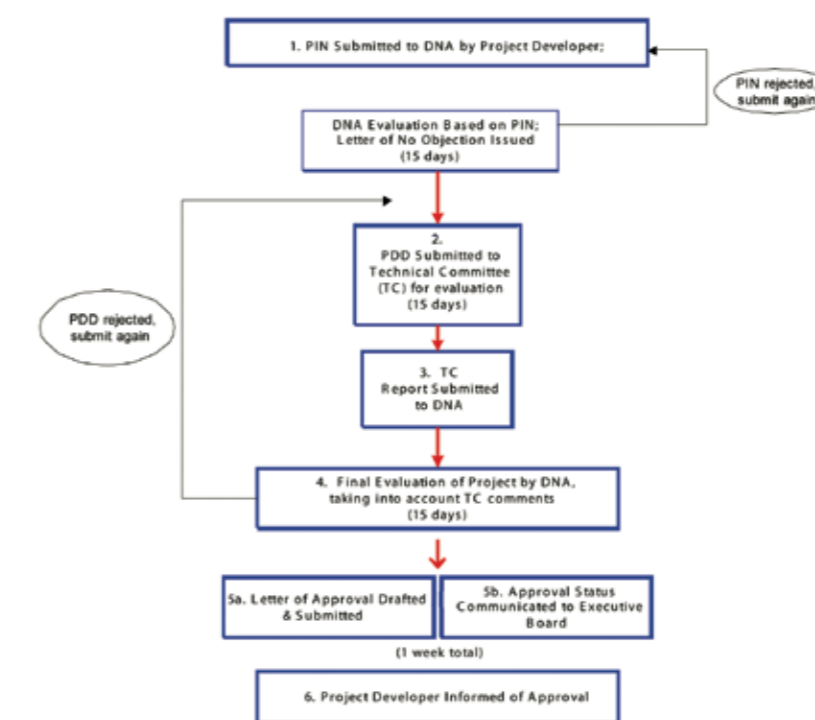 1. PIN Submitted to DNA by Project Developer;
PIN rejected,
submit again
DNA Evaluation Based on PIN;
Letter of No Objection Issued
(15 days)
2.
PDD Submitted to
Technical Committee
(TC) for evaluation
(15 days)
PDD rejected,
submit again
3. TC
Report Submitted
to DNA
4. Final Evaluation of Project by DNA,
taking into account TC comments
(15 days)
5a. Letter of Approval Drafted
& Submitted
5b. Approval Status
Communicated to Executive
Board
(1 week total)
6. Project Developer Informed of Approval